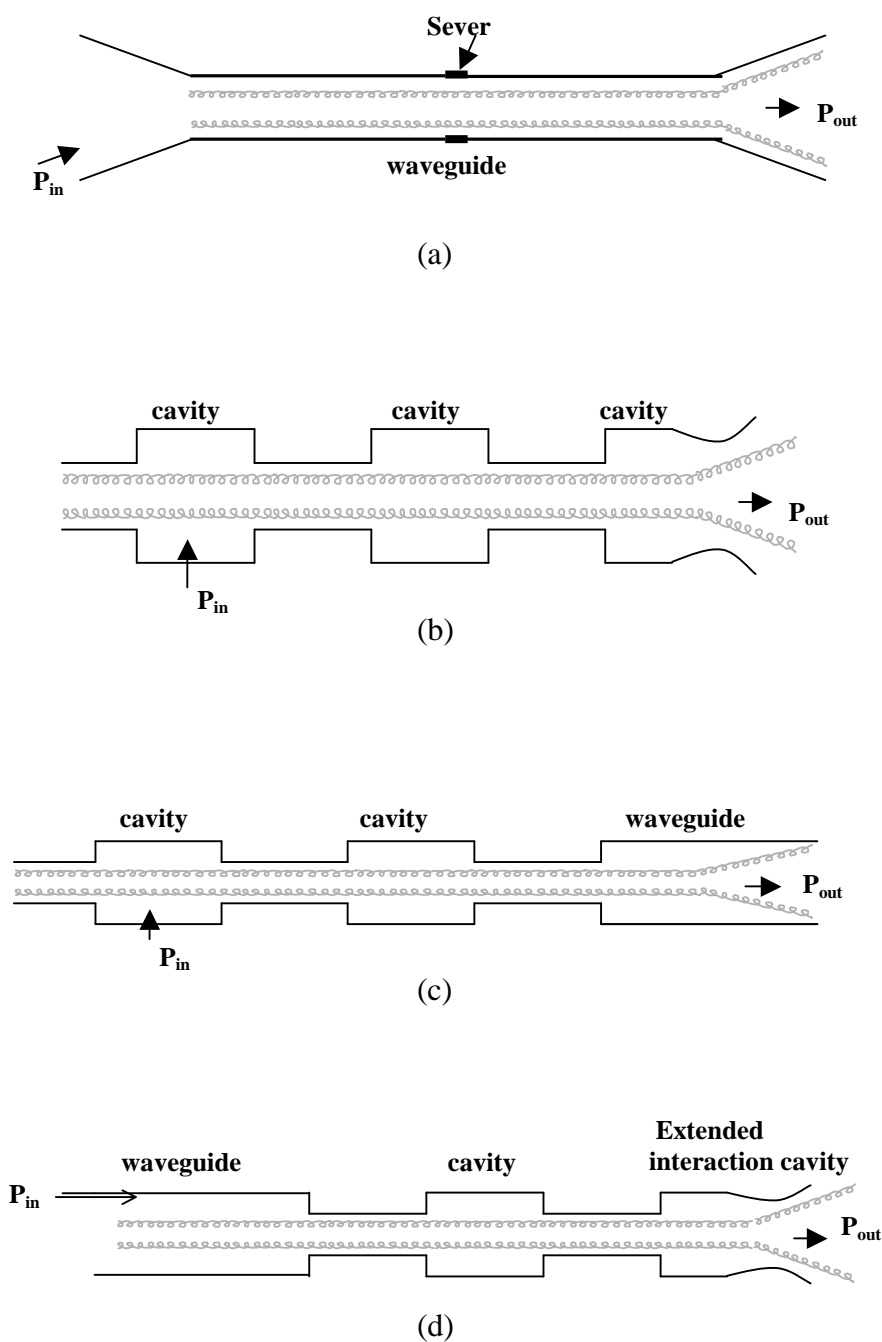 Sever
P_out
waveguide
P_in
(a)
cavity cavity cavity
P_out
P_in
(b)
cavity cavity waveguide
P_out
P_in
(c)
Extended
waveguide cavity interaction cavity
P_in
P_out
(d)